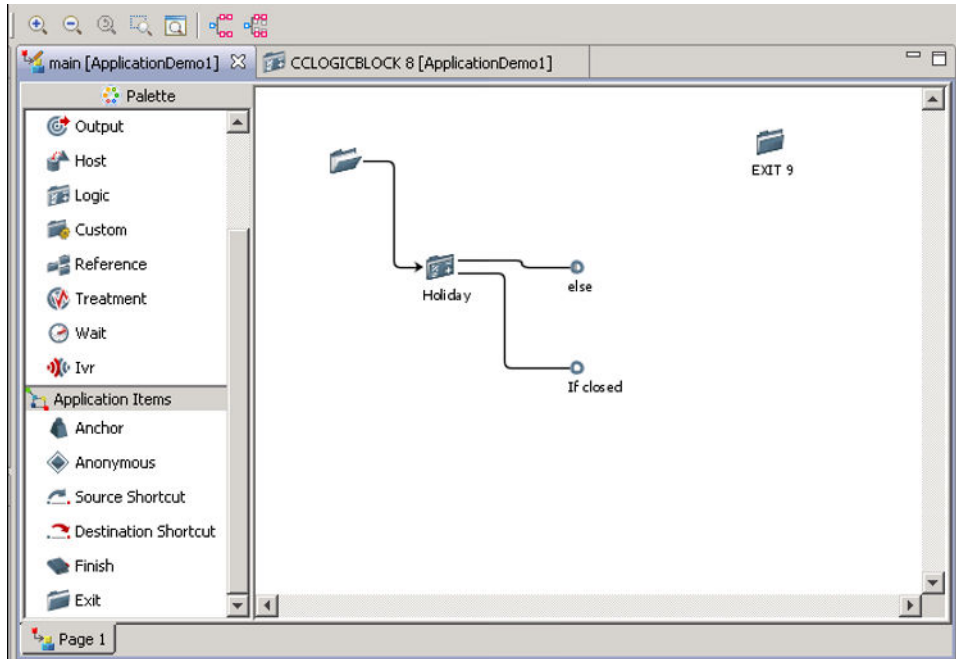 main [ApplicationDemo1]
CCLOGICBLOCK 8 [ApplicationDemo1]
Palette
Output
Host
Logic
Custom
Reference
Treatment
Wait
Ivr
Application Items
Anchor
Anonymous
Source Shortcut
Destination Shortcut
Finish
Exit
EXIT 9
Holiday
else
If closed
Page 1